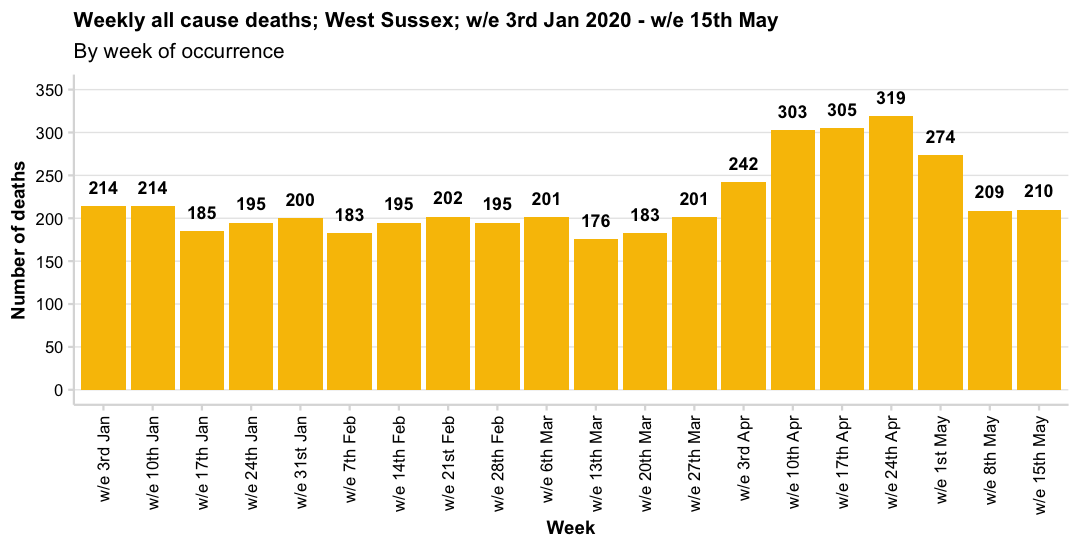 Weekly all cause deaths; West Sussex; w/e 3rd Jan 2020 - w/e 15th May
By week of occurrence
Number of deaths
350
300
250
200
150
100
50
0
214
214
185
195
200
183
195
202
195
201
176
183
201
242
303
305
319
274
209
210
w/e 3rd Jan
w/e 10th Jan
w/e 17th Jan
w/e 24th Jan
w/e 31st Jan
w/e 7th Feb
w/e 14th Feb
w/e 21st Feb
w/e 28th Feb
w/e 6th Mar
w/e 13th Mar
w/e 20th Mar
w/e 27th Mar
w/e 3rd Apr
w/e 10th Apr
w/e 17th Apr
w/e 24th Apr
w/e 1st May
w/e 8th May
w/e 15th May
Week